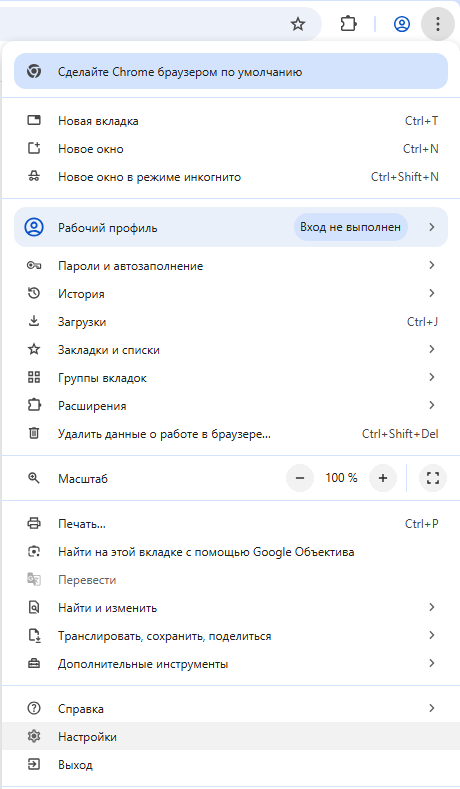 Сделайте Chrome браузером по умолчанию
Новая вкладка Ctrl+T
Новое окно Ctrl+N
Новое окно в режиме инкогнито Ctrl+Shift+N
Рабочий профиль Вход не выполнен
Пароли и автозаполнение
История
Загрузки Ctrl+J
Закладки и списки
Группы вкладок
Расширения
Удалить данные о работе в браузере... Ctrl+Shift+Del
Масштаб − 100 % +
Печать... Ctrl+P
Найти на этой вкладке с помощью Google Объектива
Перевести
Найти и изменить
Транслировать, сохранить, поделиться
Дополнительные инструменты
Справка
Настройки
Выход